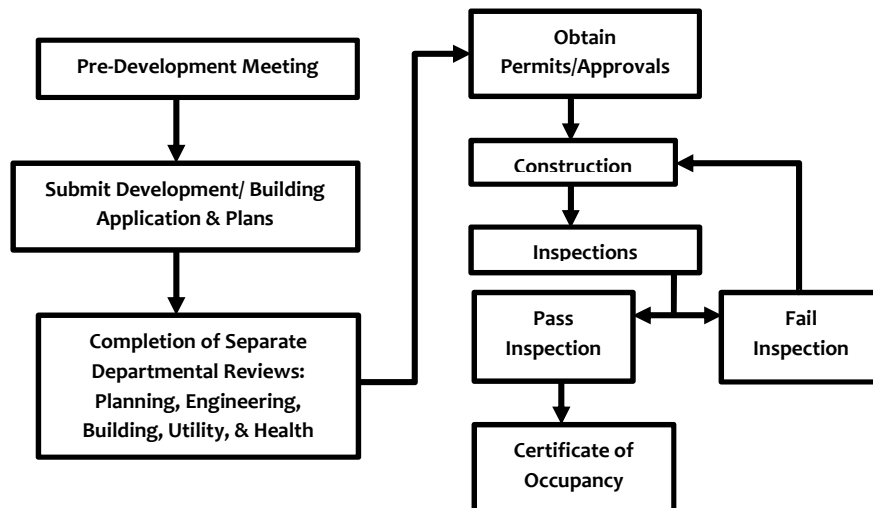 Pre-Development Meeting
Submit Development/ Building
Application & Plans
Completion of Separate
Departmental Reviews:
Planning, Engineering,
Building, Utility, & Health
Obtain
Permits/Approvals
Construction
Inspections
Pass
Inspection
Fail
Inspection
Certificate of
Occupancy